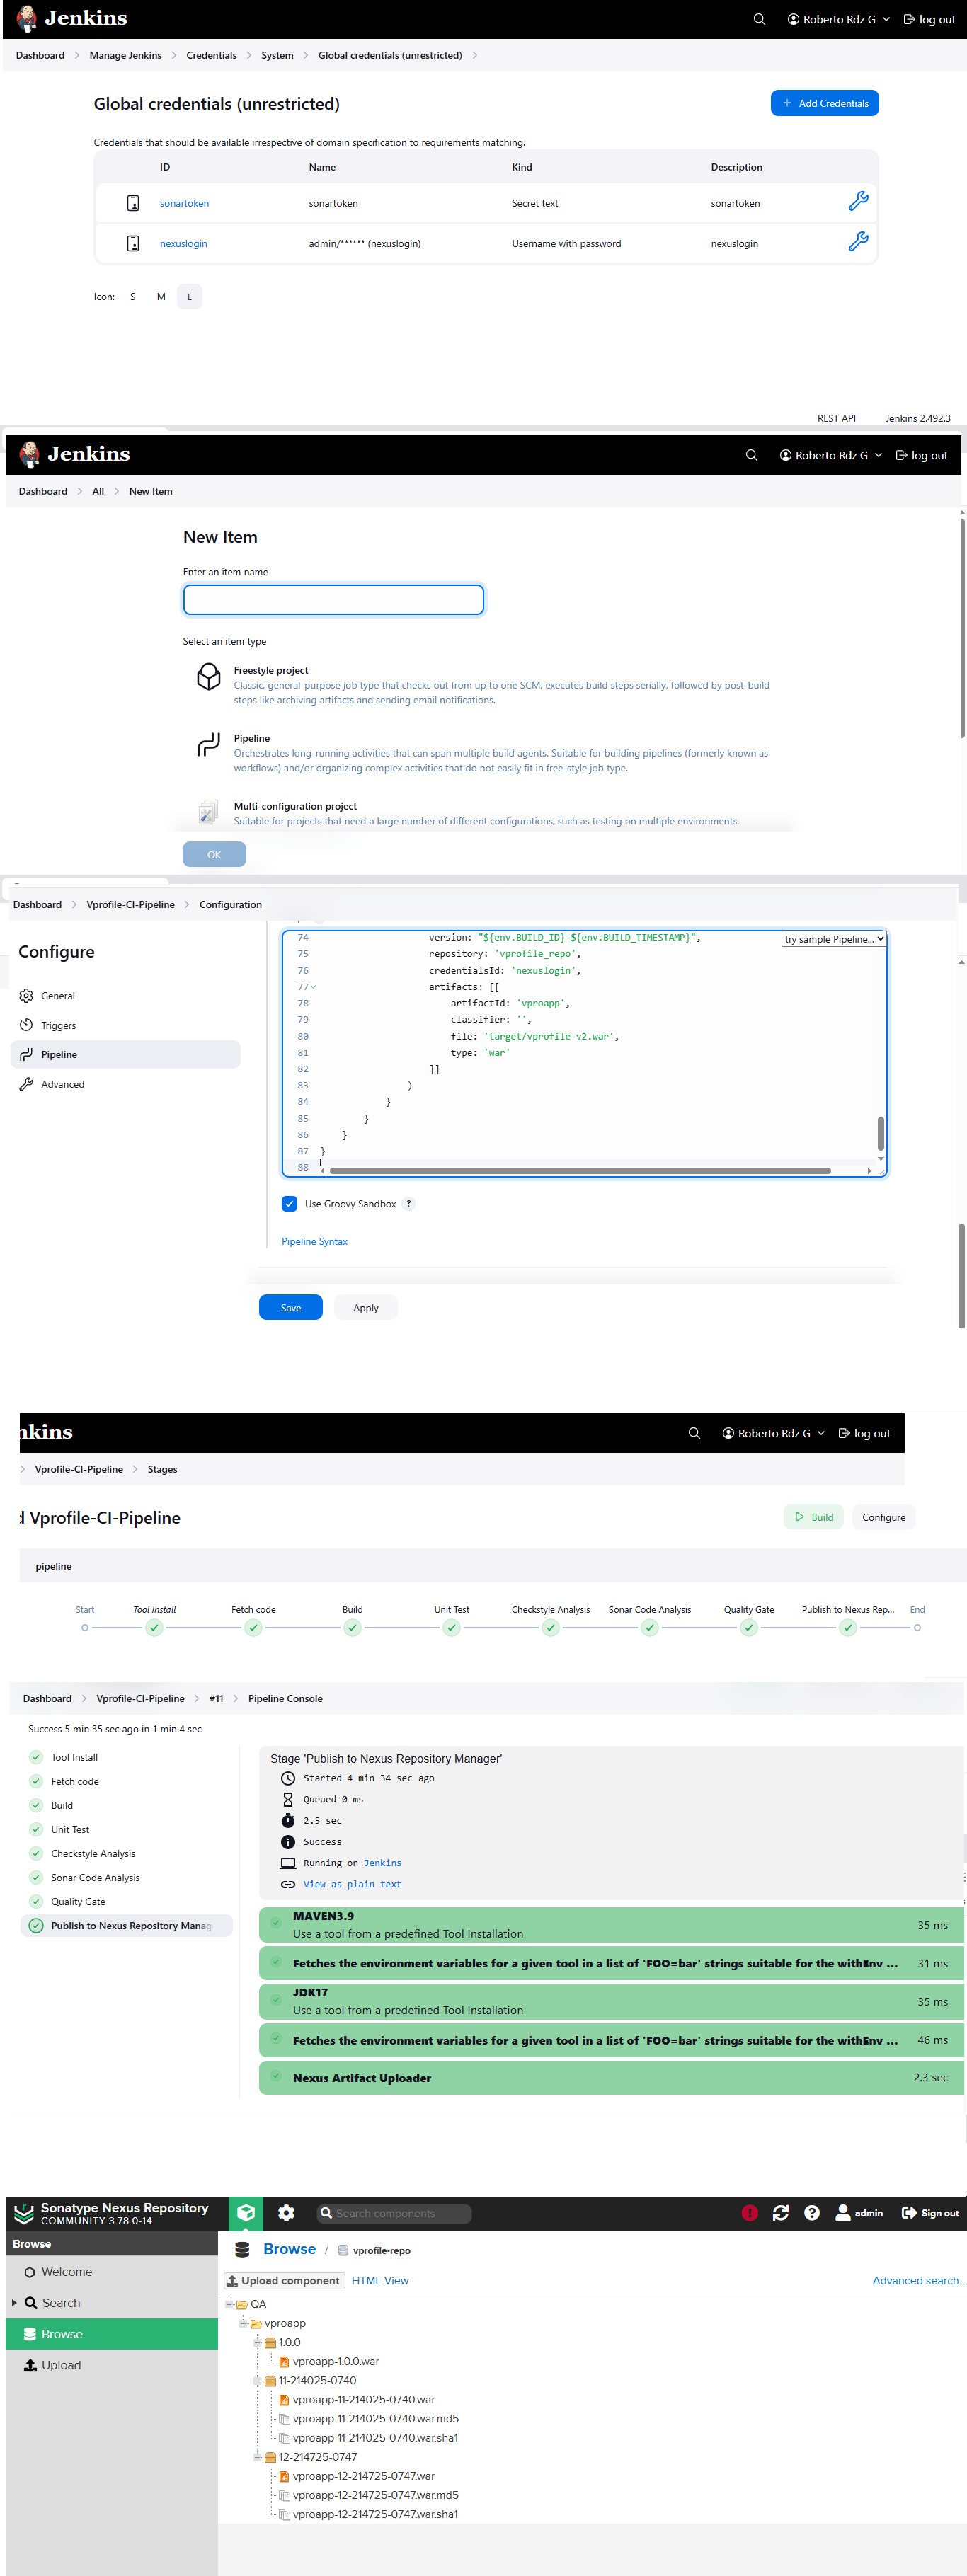 Jenkins
Roberto Rdz G
log out
Dashboard > Manage Jenkins > Credentials > System > Global credentials (unrestricted) >
Global credentials (unrestricted)
+ Add Credentials
Credentials that should be available irrespective of domain specification to requirements matching.
ID Name Kind Description
sonartoken sonartoken Secret text sonartoken
nexuslogin admin/****** (nexuslogin) Username with password nexuslogin
Icon: S M L
REST API Jenkins 2.492.3
Jenkins
Roberto Rdz G
log out
Dashboard > All > New Item
New Item
Enter an item name
Select an item type
Freestyle project
Classic, general-purpose job type that checks out from up to one SCM, executes build steps serially, followed by post-build
steps like archiving artifacts and sending email notifications.
Pipeline
Orchestrates long-running activities that can span multiple build agents. Suitable for building pipelines (formerly known as
workflows) and/or organizing complex activities that do not easily fit in free-style job type.
Multi-configuration project
Suitable for projects that need a large number of different configurations, such as testing on multiple environments,
OK
Dashboard > Vprofile-CI-Pipeline > Configuration
Configure
General
Triggers
Pipeline
Advanced
try sample Pipeline...
74 version: "${env.BUILD_ID}-${env.BUILD_TIMESTAMP}",
75 repository: 'vprofile_repo',
76 credentialsId: 'nexuslogin',
77 artifacts: [[
78 artifactId: 'vproapp',
79 classifier: '',
80 file: 'target/vprofile-v2.war',
81 type: 'war'
82 ]]
83 )
84 }
85 }
86 }
87 }
88
Use Groovy Sandbox ?
Pipeline Syntax
Save Apply
nkins
Roberto Rdz G
log out
> Vprofile-CI-Pipeline > Stages
d Vprofile-CI-Pipeline
Build
Configure
pipeline
Start Tool Install Fetch code Build Unit Test Checkstyle Analysis Sonar Code Analysis Quality Gate Publish to Nexus Rep... End
Dashboard > Vprofile-CI-Pipeline > #11 > Pipeline Console
Success 5 min 35 sec ago in 1 min 4 sec
Tool Install
Fetch code
Build
Unit Test
Checkstyle Analysis
Sonar Code Analysis
Quality Gate
Publish to Nexus Repository Manag
Stage 'Publish to Nexus Repository Manager'
Started 4 min 34 sec ago
Queued 0 ms
2.5 sec
Success
Running on Jenkins
View as plain text
MAVEN3.9
Use a tool from a predefined Tool Installation
35 ms
Fetches the environment variables for a given tool in a list of 'FOO=bar' strings suitable for the withEnv ... 31 ms
JDK17
Use a tool from a predefined Tool Installation
35 ms
Fetches the environment variables for a given tool in a list of 'FOO=bar' strings suitable for the withEnv ... 46 ms
Nexus Artifact Uploader 2.3 sec
Sonatype Nexus Repository
COMMUNITY 3.78.0-14
Search components
admin
Sign out
Browse
Welcome
Search
Browse
Upload
Browse / vprofile-repo
Upload component HTML View Advanced search...
QA
vproapp
1.0.0
vproapp-1.0.0.war
11-214025-0740
vproapp-11-214025-0740.war
vproapp-11-214025-0740.war.md5
vproapp-11-214025-0740.war.sha1
12-214725-0747
vproapp-12-214725-0747.war
vproapp-12-214725-0747.war.md5
vproapp-12-214725-0747.war.sha1